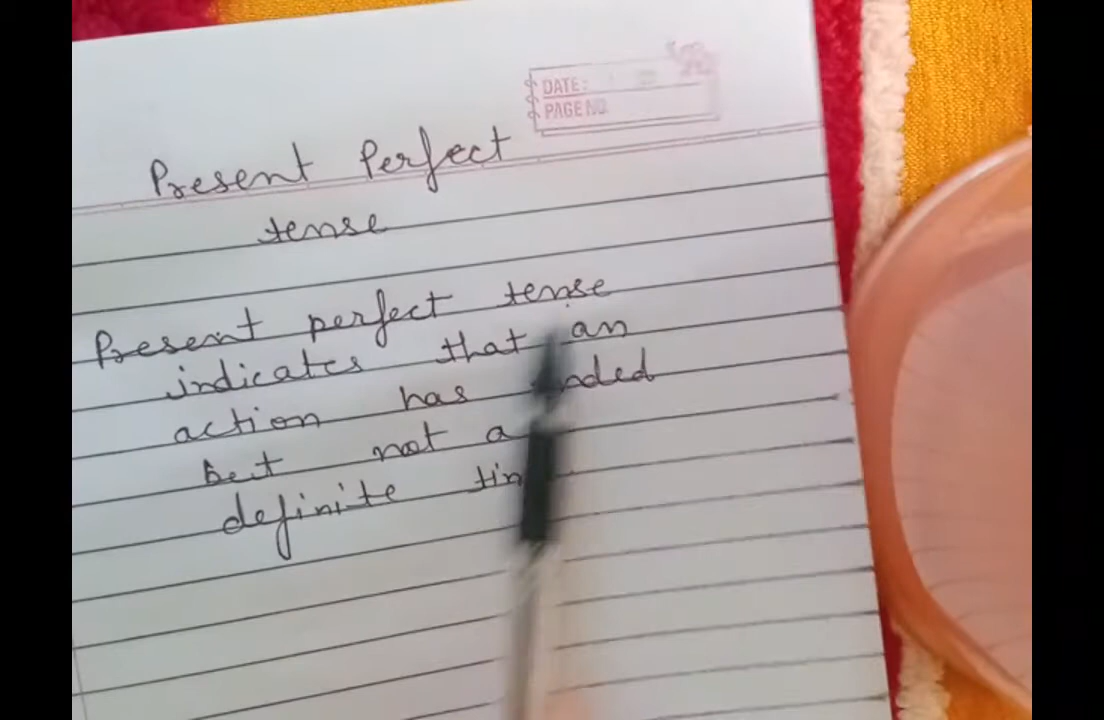 DATE:
PAGE NO
Present Perfect
tense
Present perfect tense
indicates that an
action has
but not a
definite